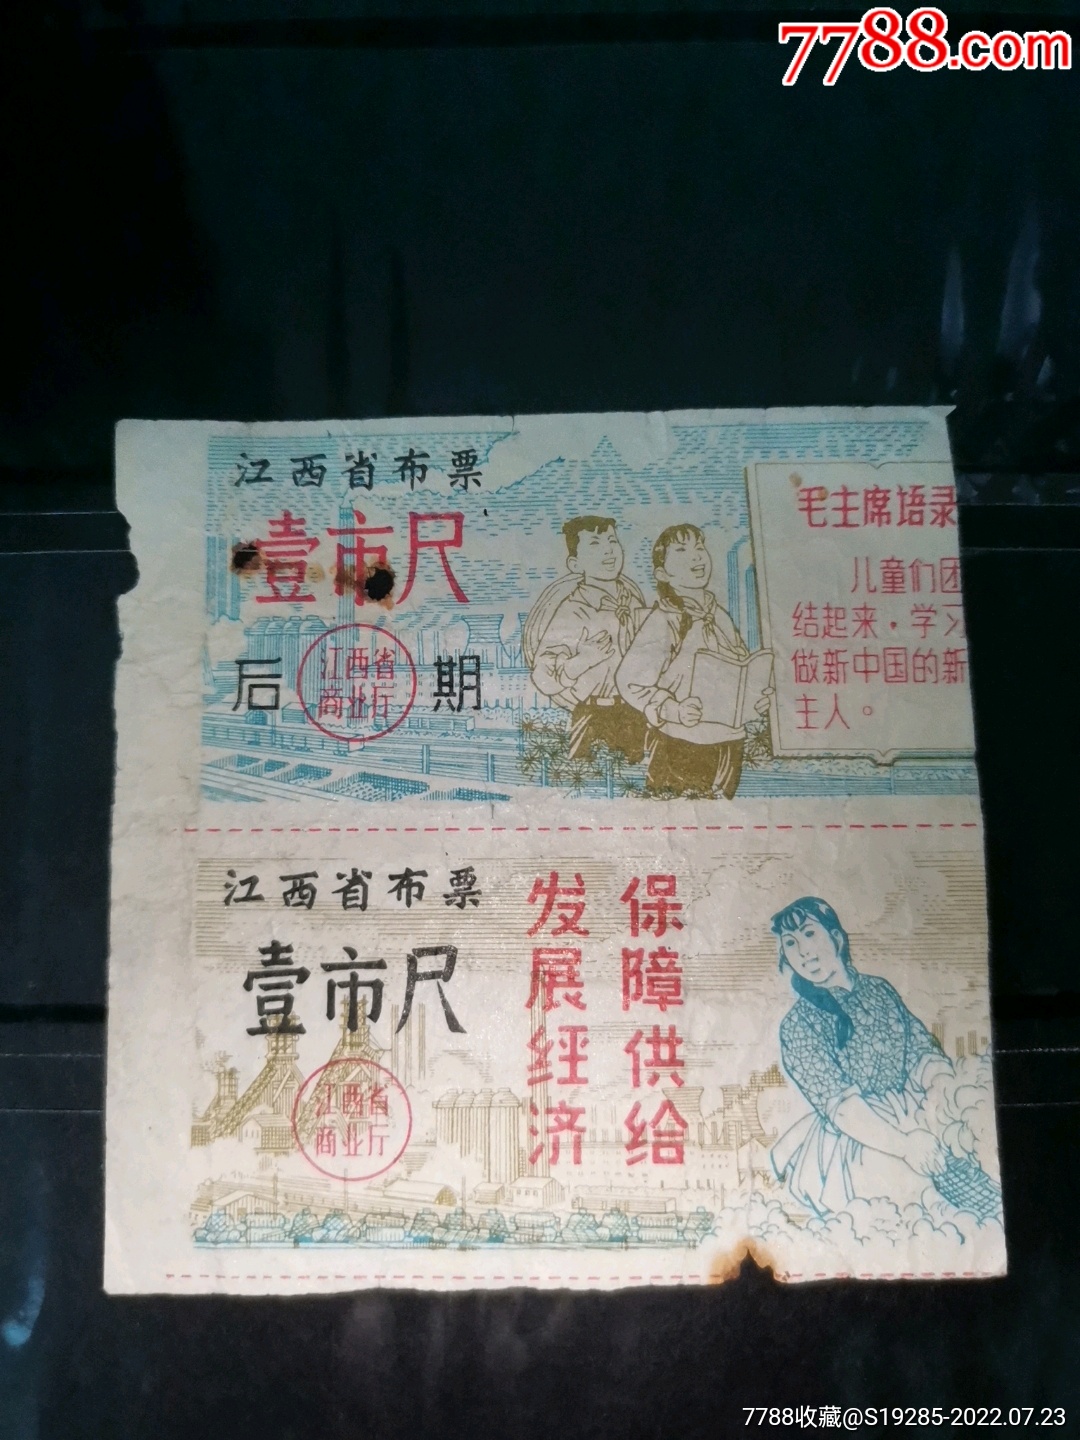 7788.com
江西省布票
壹市尺
后 期
江西省
商业厅
毛主席语录
儿童们团
结起来·学习
做新中国的新
主人。
江西省布票
壹市尺
江西省
商业厅
发展经济
保障供给
7788收藏@S19285-2022.07.23